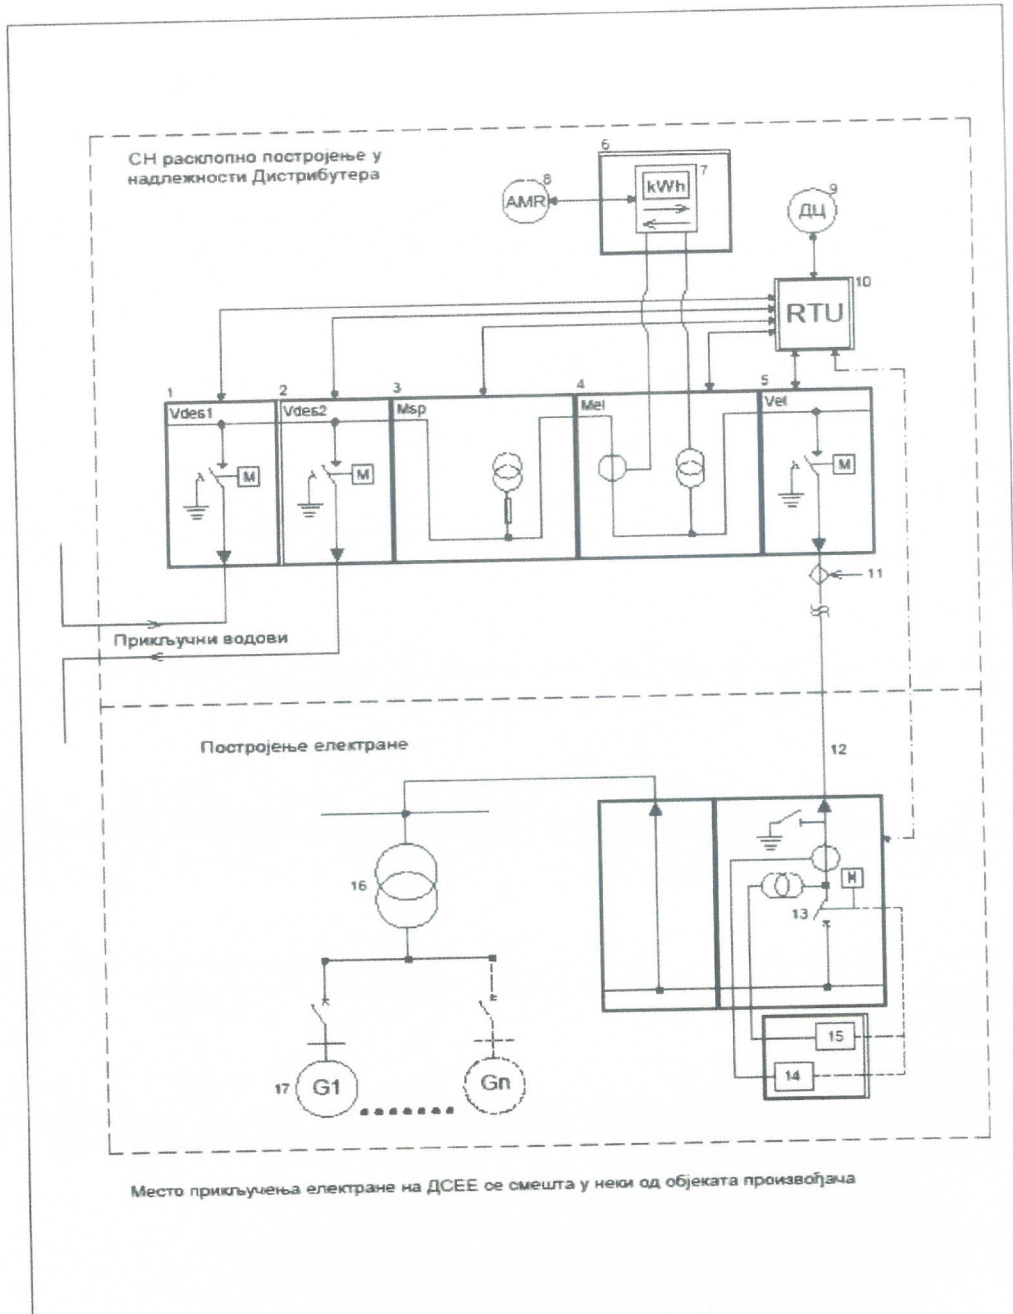 СН расклопно постројење у
надлежности Дистрибутера
6
7
kWh
8
AMR
9
ДЦ
10
RTU
1
Vdes1
2
Vdes2
3
Msp
4
Mel
5
Vel
M
M
M
11
Прикључни водови
12
Постројење електране
16
M
13
15
14
17
G1
Gn
Место прикључења електране на ДСЕЕ се смешта у неки од објеката произвођача